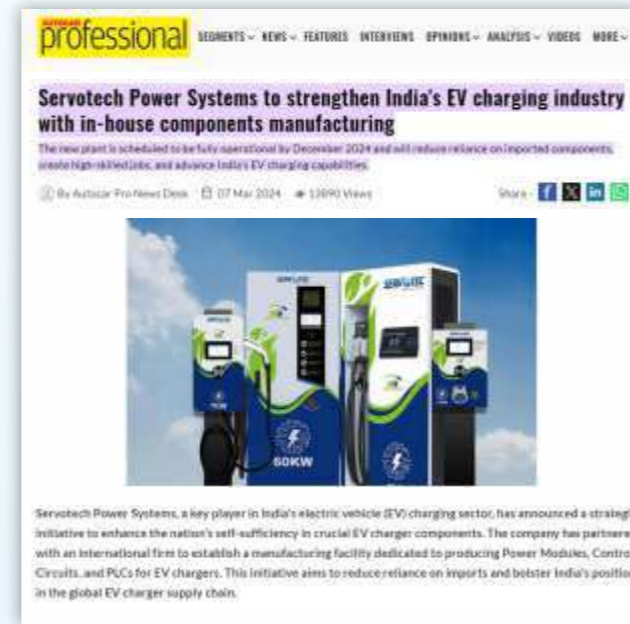 AUTOCAR
professional
SEGMENTS NEWS FEATURES INTERVIEWS OPINIONS ANALYSIS VIDEOS MORE
Servotech Power Systems to strengthen India's EV charging industry
with in-house components manufacturing
The new plant is scheduled to be fully operational by December 2024 and will reduce reliance on imported components,
create high-skilled jobs, and advance India's EV charging capabilities.
By Autocar Pro News Desk 07 Mar 2024 13890 Views Share -
SERVOTEC
60KW
Servotech Power Systems, a key player in India's electric vehicle (EV) charging sector, has announced a strategi
initiative to enhance the nation's self-sufficiency in crucial EV charger components. The company has partnere
with an international firm to establish a manufacturing facility dedicated to producing Power Modules, Contro
Circuits, and PLCs for EV chargers. This initiative aims to reduce reliance on imports and bolster India's position
in the global EV charger supply chain.